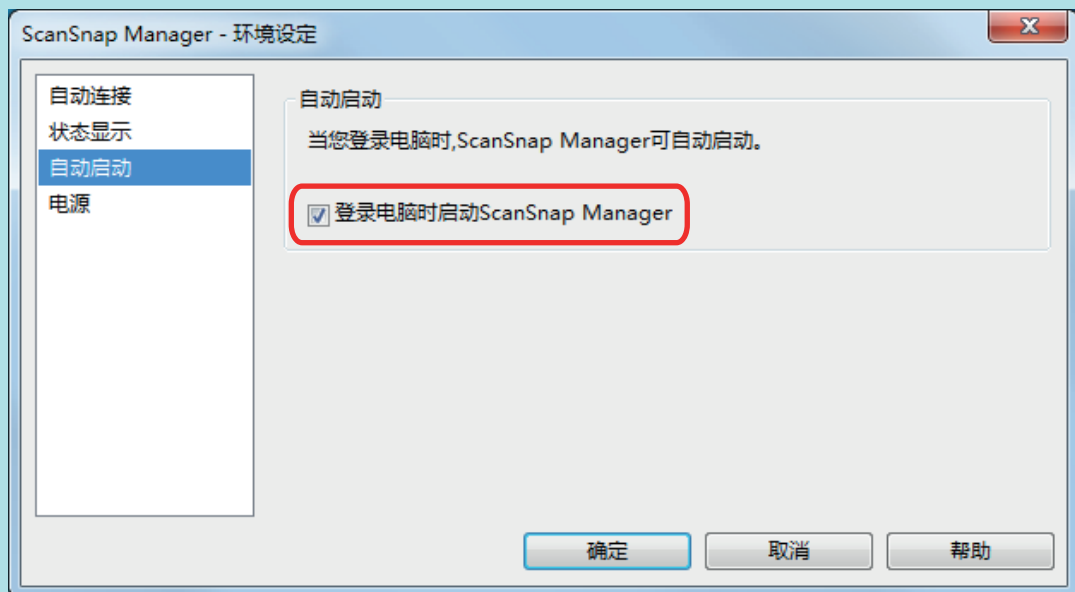 ScanSnap Manager - 环境设定
自动连接
状态显示
自动启动
电源
自动启动
当您登录电脑时,ScanSnap Manager可自动启动。
登录电脑时启动ScanSnap Manager
确定
取消
帮助